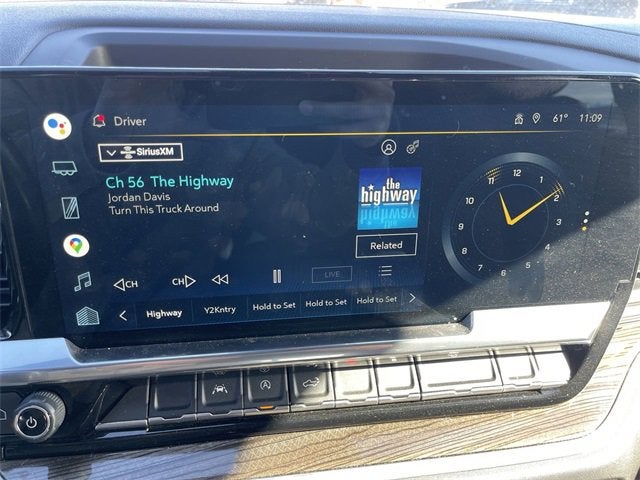 Driver
61°
11:09
SiriusXM
Ch 56 The Highway
Jordan Davis
Turn This Truck Around
the
highway
Related
CH
CH
LIVE
Highway
Y2Kntry
Hold to Set
Hold to Set
Hold to Set
12
1
2
3
4
5
6
7
8
9
10
11